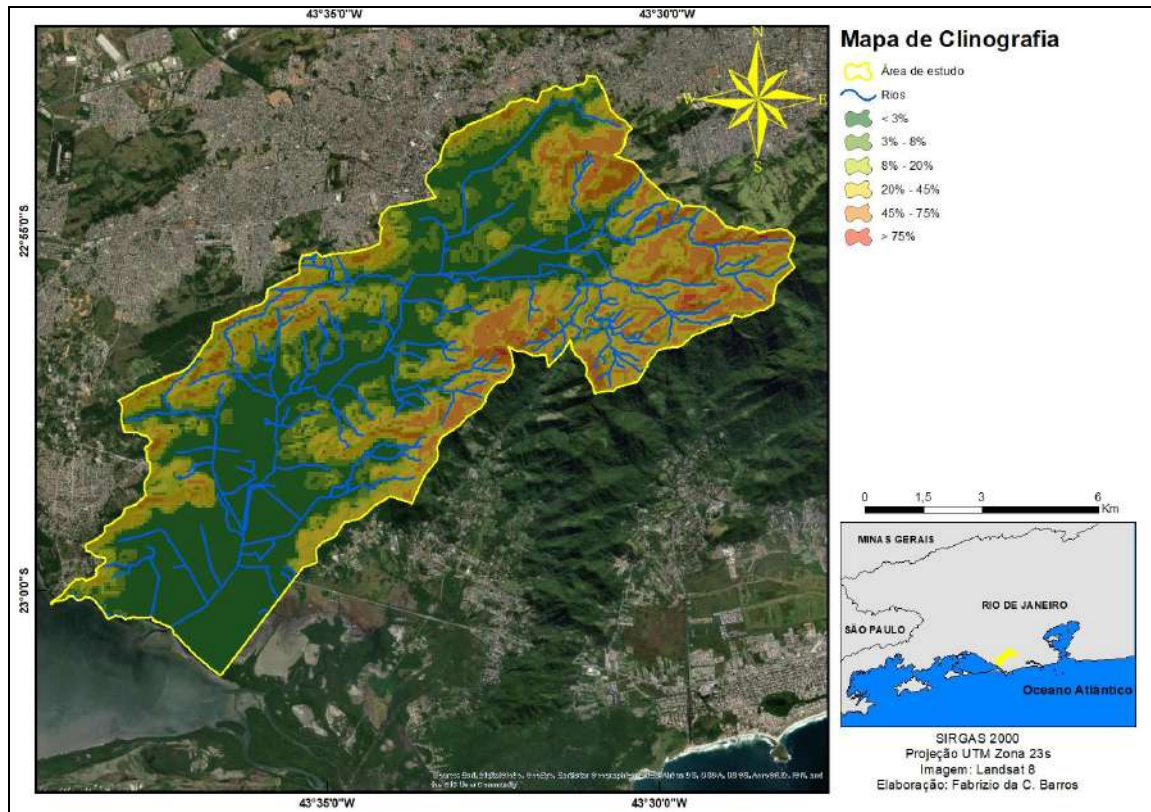 43°35'0"W
43°30'0"W
22°55'S
23°0'0"S
43°35'0"W
43°30'0"W
N
W
E
S
Mapa de Clinografia
Área de estudo
Rios
< 3%
3% - 8%
8% - 20%
20% - 45%
45% - 75%
> 75%
0 1,5 3 6
Km
MINAS GERAIS
RIO DE JANEIRO
SÃO PAULO
Oceano Atlântico
SIRGAS 2000
Projeção UTM Zona 23s
Imagem: Landsat 8
Elaboração: Fabrizio da C. Barros